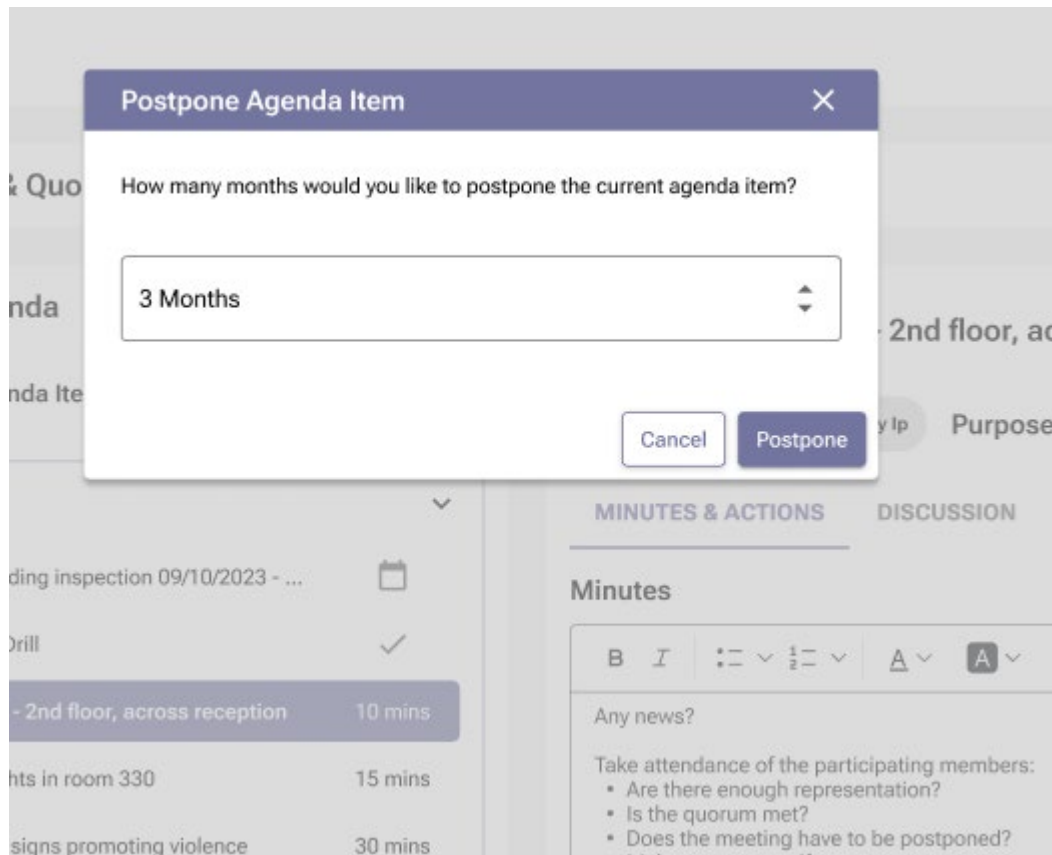 Postpone Agenda Item
& Quo
How many months would you like to postpone the current agenda item?
3 Months
nda
- 2nd floor, ac
nda Ite
Cancel
Postpone
y Ip
Purpose
MINUTES & ACTIONS
DISCUSSION
ding inspection 09/10/2023 - ...
Minutes
Drill
B I A A
- 2nd floor, across reception
10 mins
Any news?
hts in room 330
15 mins
Take attendance of the participating members:
• Are there enough representation?
• Is the quorum met?
signs promoting violence
30 mins
• Does the meeting have to be postponed?